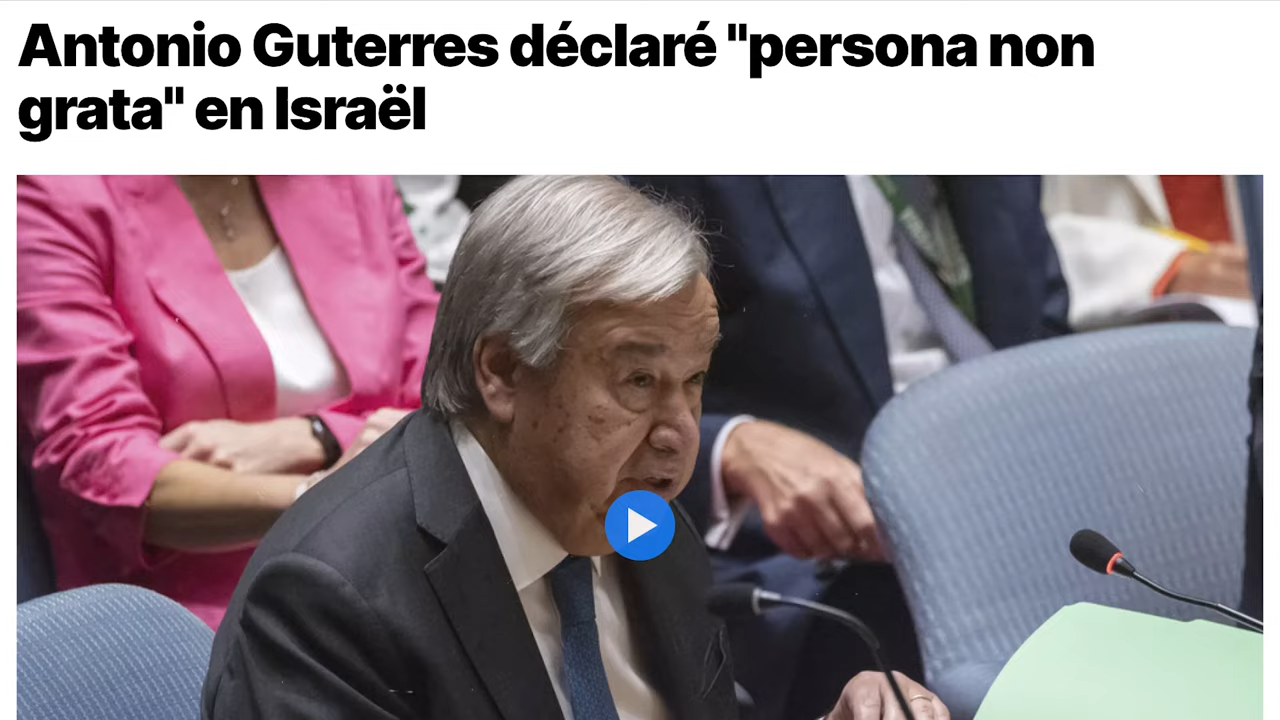 Antonio Guterres déclaré "persona non
grata" en Israël